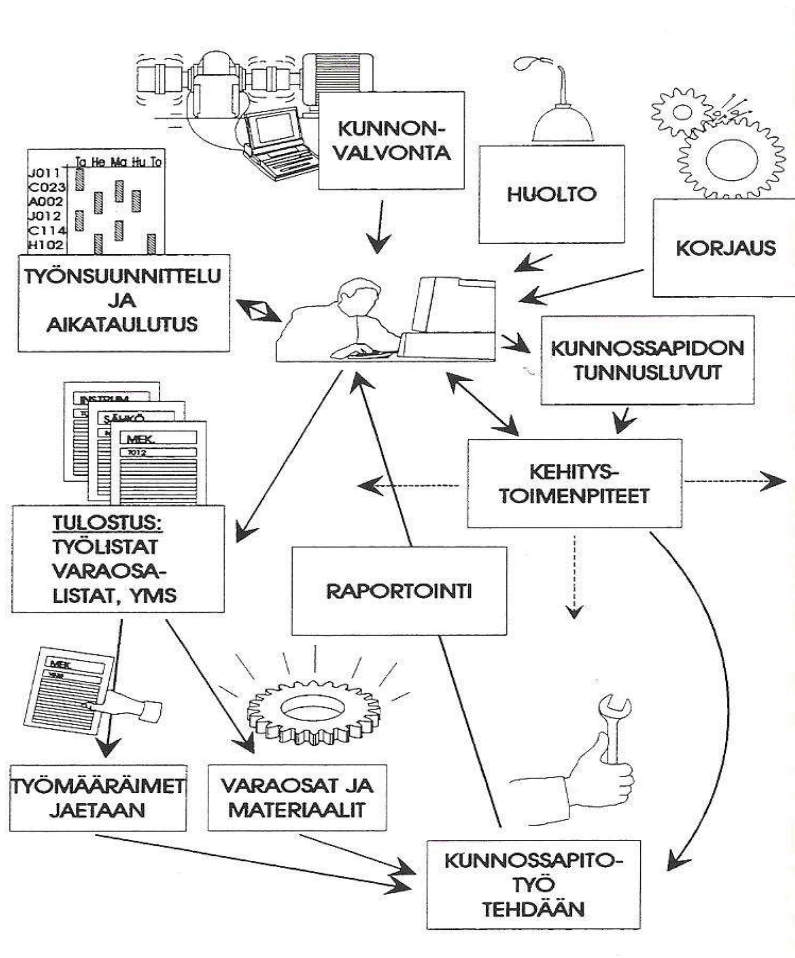 KUNNON-
VALVONTA
HUOLTO
KORJAUS
Ta He Ma Hu To
J011
C023
A002
J012
C114
H102
TYÖNSUUNNITTELU
JA
AIKATAULUTUS
KUNNOSSAPIDON
TUNNUSLUVUT
INSTRUM.
SÄHKÖ
MEK.
7012
TULOSTUS:
TYÖLISTAT
VARAOSA-
LISTAT, YMS
KEHITYS-
TOIMENPITEET
RAPORTOINTI
MEK.
TYÖMÄÄRÄIMET
JAETAAN
VARAOSAT JA
MATERIAALIT
KUNNOSSAPITO-
TYÖ
TEHDÄÄN